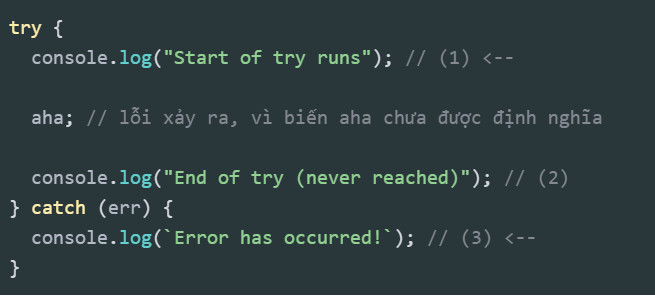 try {
console.log("Start of try runs"); // (1) <--
aha; // lỗi xảy ra, vì biến aha chưa được định nghĩa
console.log("End of try (never reached)"); // (2)
} catch (err) {
console.log(`Error has occurred!`); // (3) <--
}